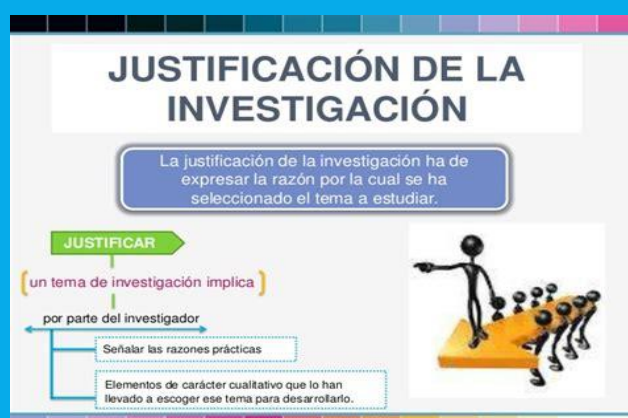 JUSTIFICACIÓN DE LA
INVESTIGACIÓN
La justificación de la investigación ha de
expresar la razón por la cual se ha
seleccionado el tema a estudiar.
JUSTIFICAR
un tema de investigación implica
por parte del investigador
Señalar las razones prácticas
Elementos de carácter cualitativo que lo han
llevado a escoger ese tema para desarrollarlo.